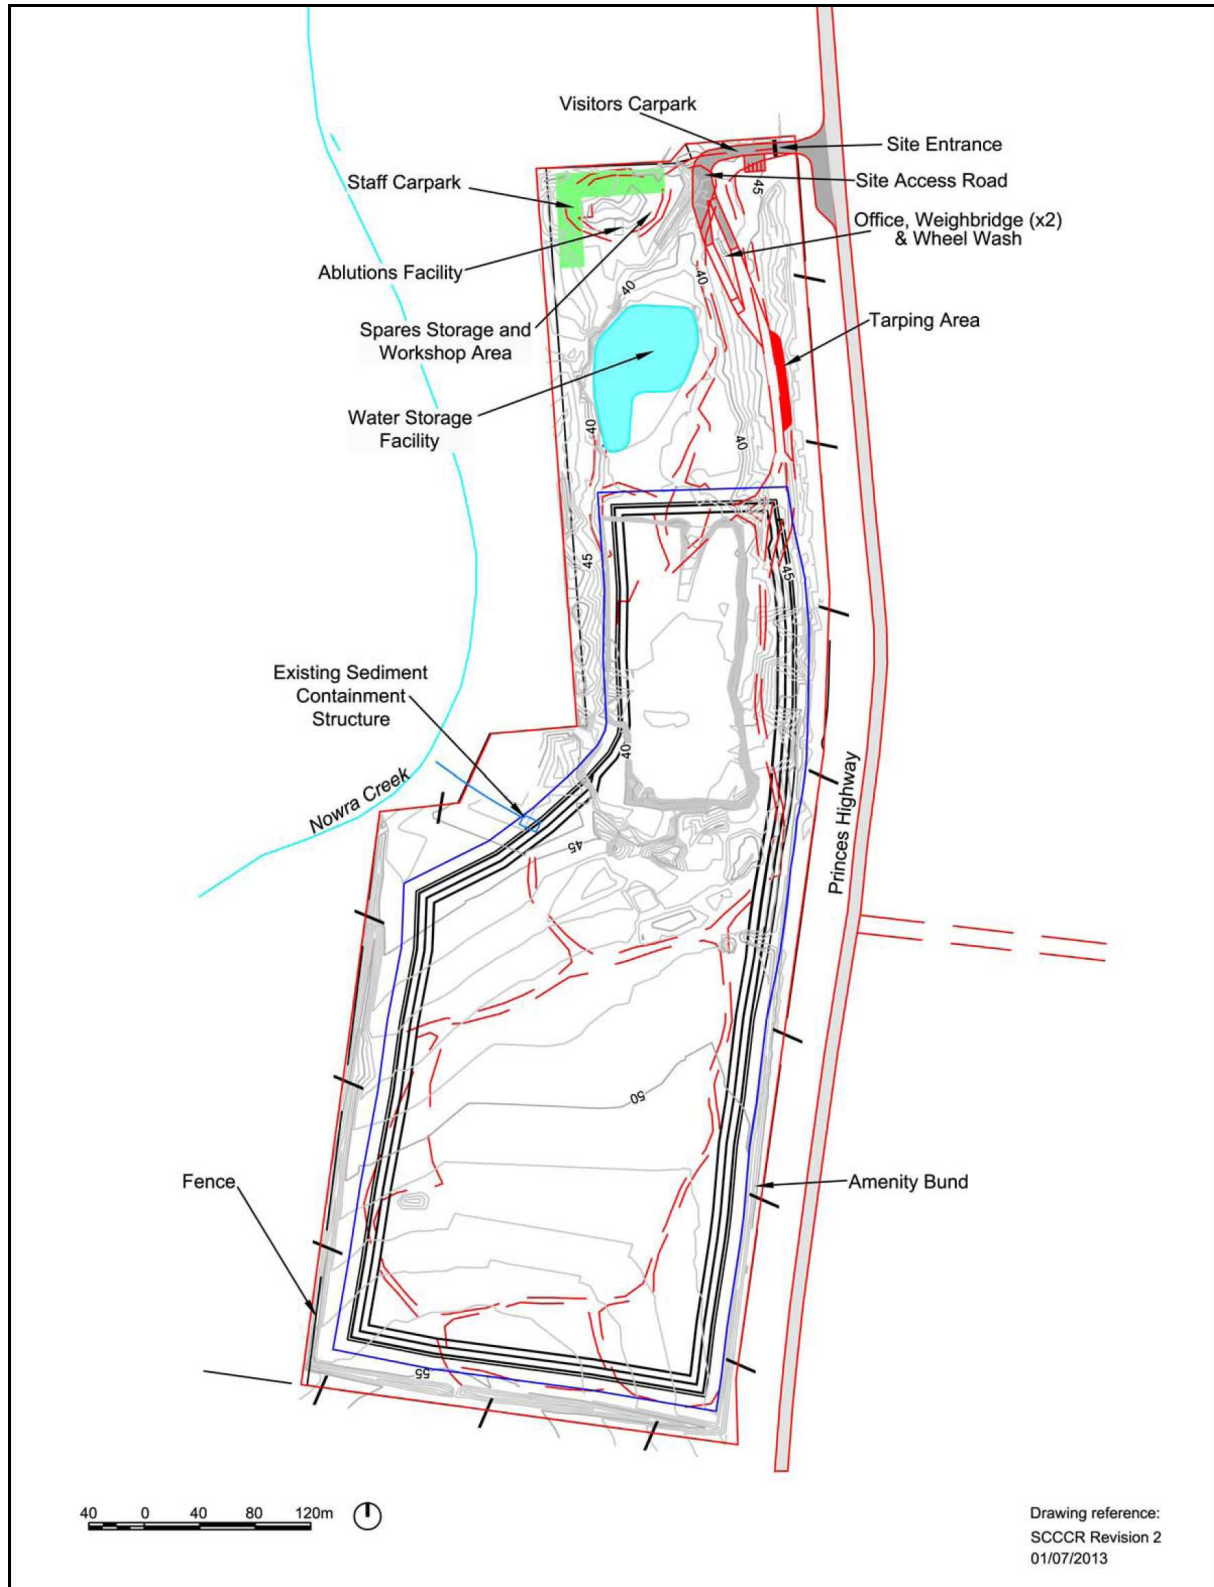 Visitors Carpark
Site Entrance
Staff Carpark
Site Access Road
45
Office, Weighbridge (x2)
& Wheel Wash
Ablutions Facility
40
40
Tarping Area
Spares Storage and
Workshop Area
Water Storage
Facility
40
40
45
45
Existing Sediment
Containment
Structure
40
Nowra Creek
Princes Highway
45
50
Fence
Amenity Bund
55
40 0 40 80 120m
Drawing reference:
SCCCR Revision 2
01/07/2013